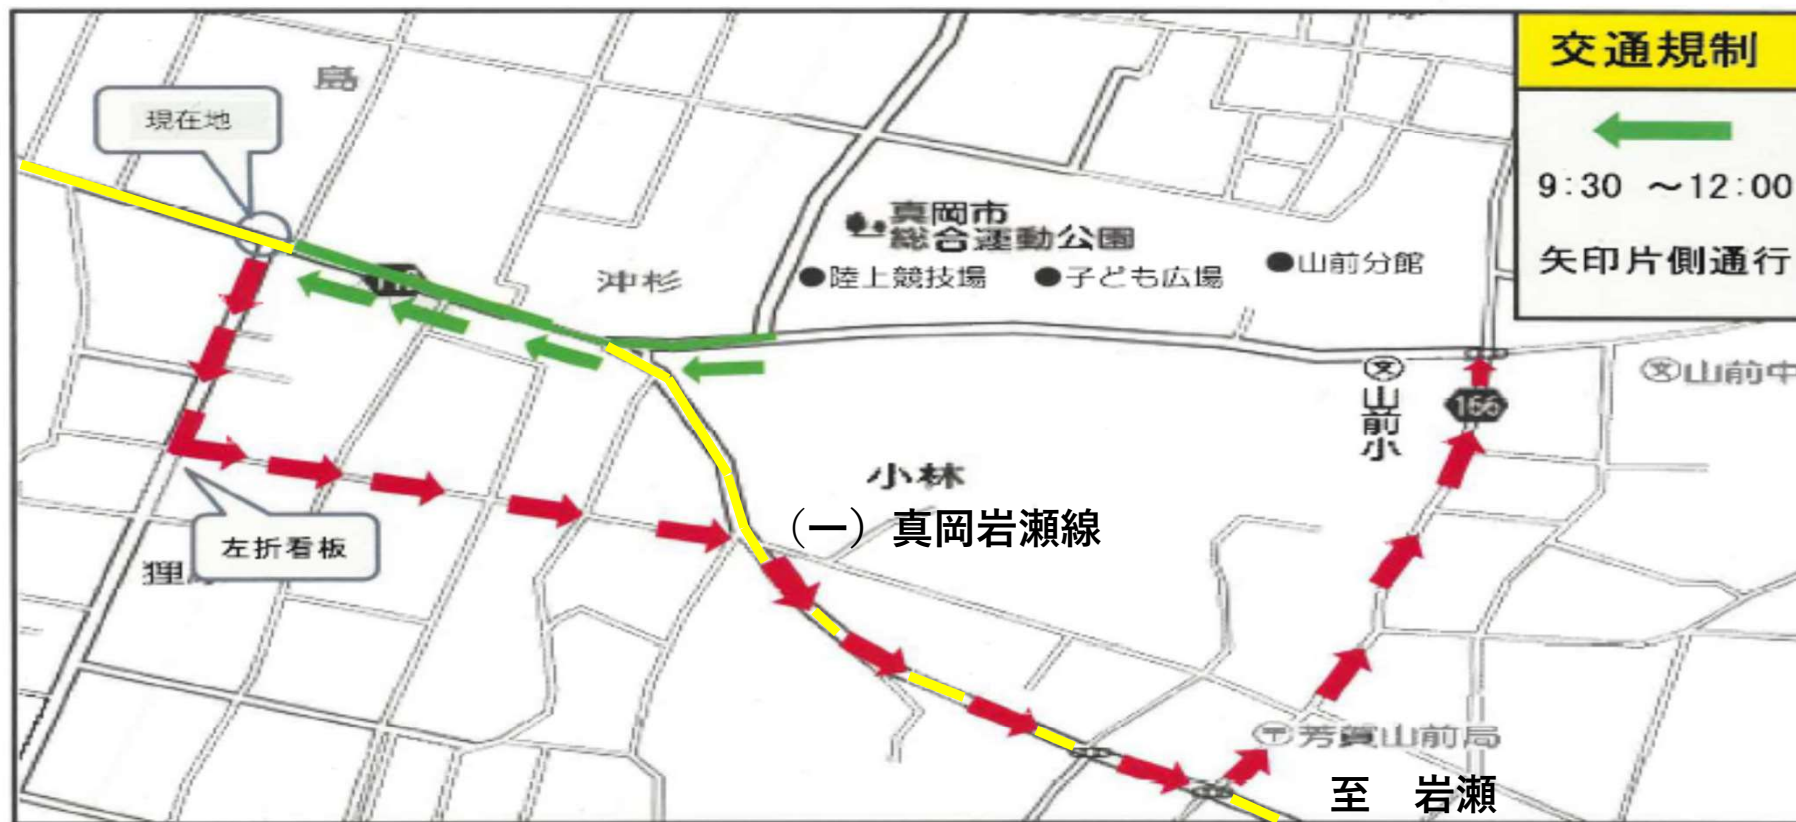 交通規制
9:30 ～12:00
矢印片側通行
島
現在地
真岡市
総合運動公園
●陸上競技場
●子ども広場
●山前分館
沖杉
文
山前小
文山前中
166
小林
（一）真岡岩瀬線
左折看板
狸
〒芳賀山前局
至　岩瀬